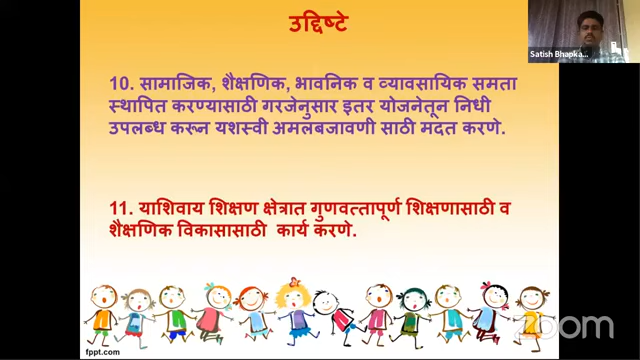 उद्दिष्टे
Satish Bhapka...
10. सामाजिक, शैक्षणिक, भावनिक व व्यावसायिक समता
स्थापित करण्यासाठी गरजेनुसार इतर योजनेतून निधी
उपलब्ध करून यशस्वी अमलबजावणी साठी मदत करणे.
11. याशिवाय शिक्षण क्षेत्रात गुणवत्तापूर्ण शिक्षणासाठी व
शैक्षणिक विकासासाठी कार्य करणे.
zoom
fppt.com